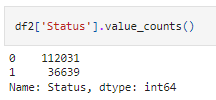 df2['Status'].value_counts()
0    112031
1     36639
Name: Status, dtype: int64